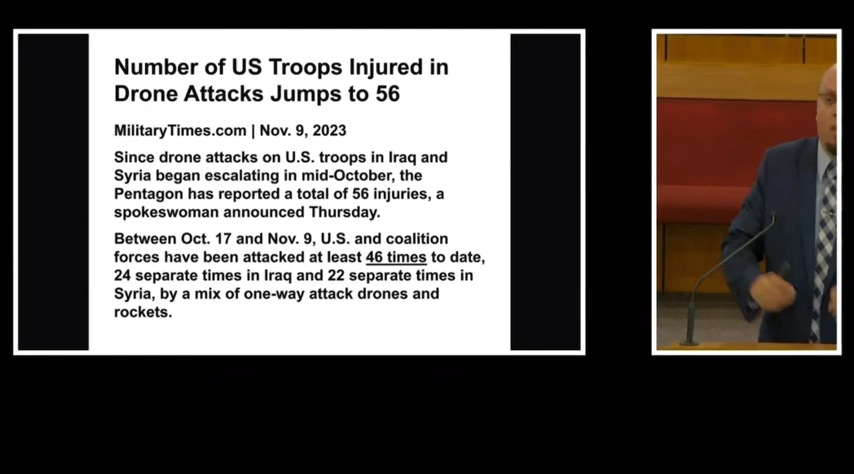 Number of US Troops Injured in
Drone Attacks Jumps to 56
MilitaryTimes.com | Nov. 9, 2023
Since drone attacks on U.S. troops in Iraq and
Syria began escalating in mid-October, the
Pentagon has reported a total of 56 injuries, a
spokeswoman announced Thursday.
Between Oct. 17 and Nov. 9, U.S. and coalition
forces have been attacked at least 46 times to date,
24 separate times in Iraq and 22 separate times in
Syria, by a mix of one-way attack drones and
rockets.